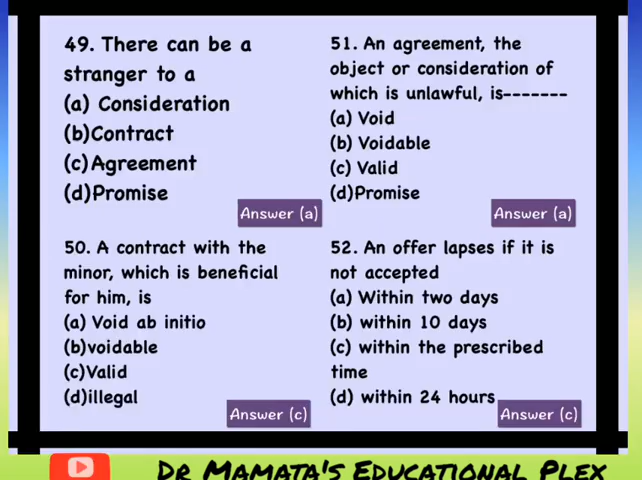 49. There can be a
stranger to a
(a) Consideration
(b)Contract
(c)Agreement
(d)Promise
Answer (a)
50. A contract with the
minor, which is beneficial
for him, is
(a) Void ab initio
(b)voidable
(c)Valid
(d)illegal
Answer (c)
51. An agreement, the
object or consideration of
which is unlawful, is-------
(a) Void
(b) Voidable
(c) Valid
(d)Promise
Answer (a)
52. An offer lapses if it is
not accepted
(a) Within two days
(b) within 10 days
(c) within the prescribed
time
(d) within 24 hours
Answer (c)
DR MAMATA'S EDUCATIONAL PLEX